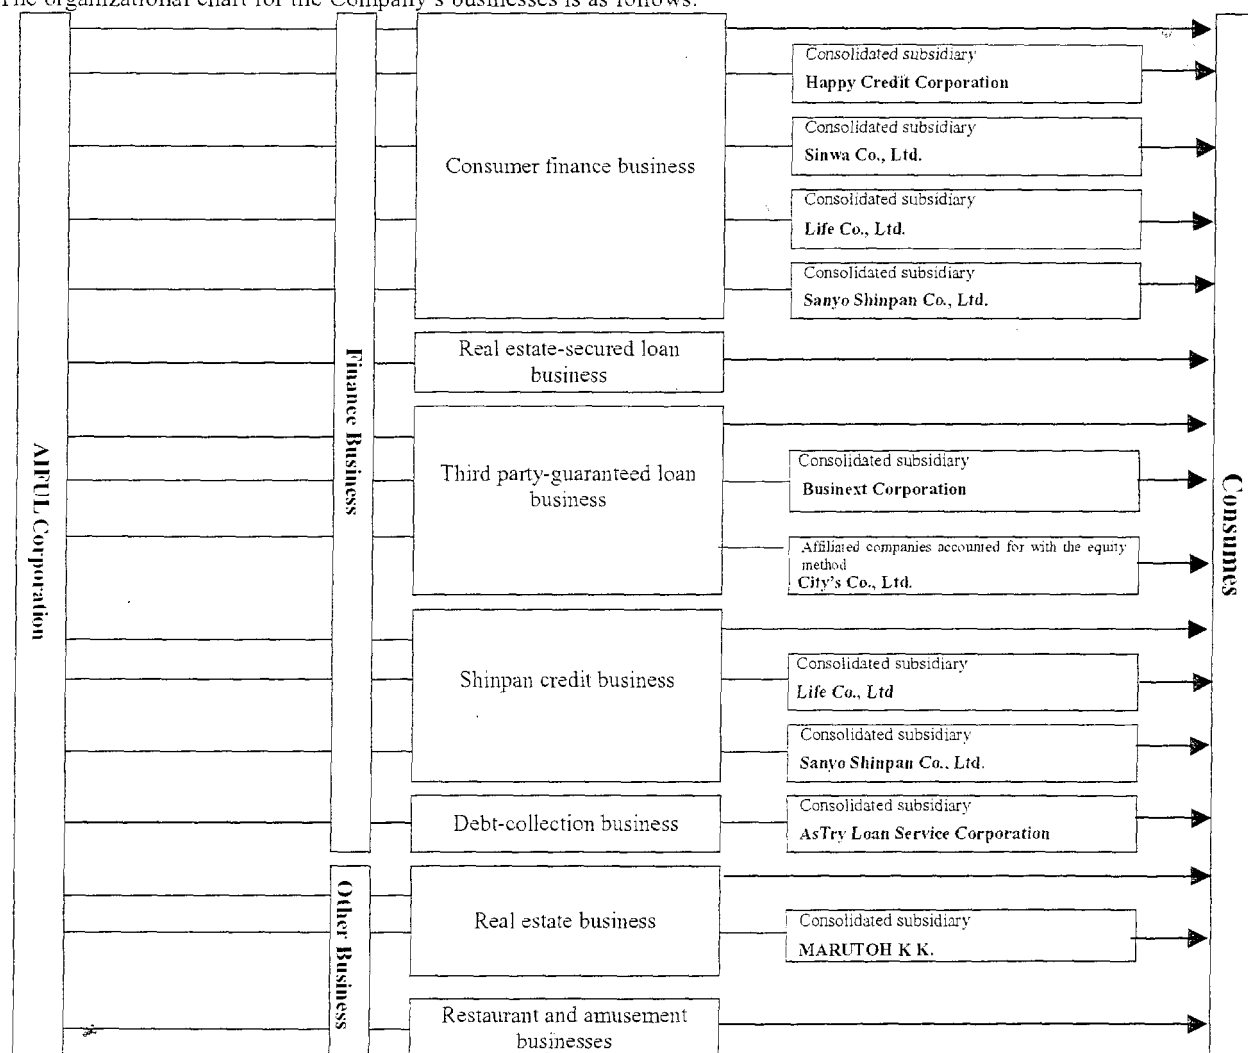 The organizational chart for the Company's businesses is as follows:
AIFUL Corporation
Finance Business
Consumer finance business
Consolidated subsidiary
Happy Credit Corporation
Consolidated subsidiary
Sinwa Co., Ltd.
Consolidated subsidiary
Life Co., Ltd.
Consolidated subsidiary
Sanyo Shinpan Co., Ltd.
Real estate-secured loan
business
Third party-guaranteed loan
business
Consolidated subsidiary
Businext Corporation
Affiliated companies accounted for with the equity
method
City's Co., Ltd.
Shinpan credit business
Consolidated subsidiary
Life Co., Ltd
Consolidated subsidiary
Sanyo Shinpan Co., Ltd.
Debt-collection business
Consolidated subsidiary
AsTry Loan Service Corporation
Other Business
Real estate business
Consolidated subsidiary
MARUTOH K K.
Restaurant and amusement
businesses
Consumes